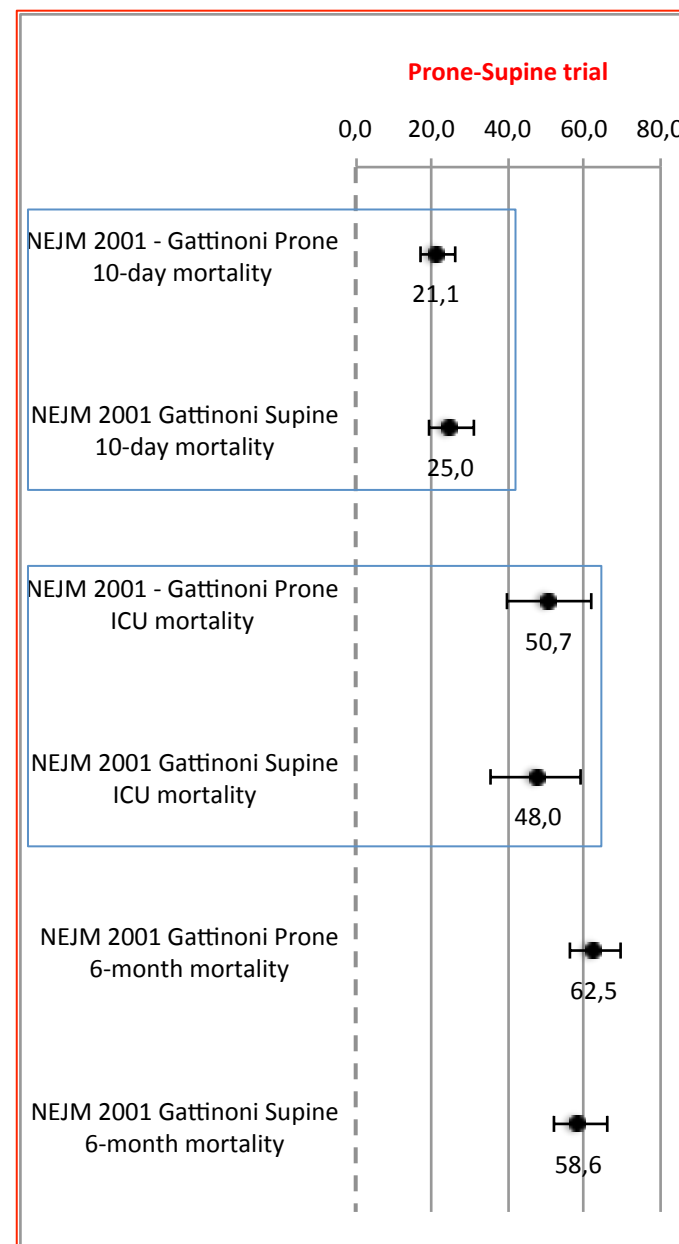 Prone-Supine trial
0,0 20,0 40,0 60,0 80,0
NEJM 2001 - Gattinoni Prone
10-day mortality
21,1
NEJM 2001 Gattinoni Supine
10-day mortality
25,0
NEJM 2001 - Gattinoni Prone
ICU mortality
50,7
NEJM 2001 Gattinoni Supine
ICU mortality
48,0
NEJM 2001 Gattinoni Prone
6-month mortality
62,5
NEJM 2001 Gattinoni Supine
6-month mortality
58,6